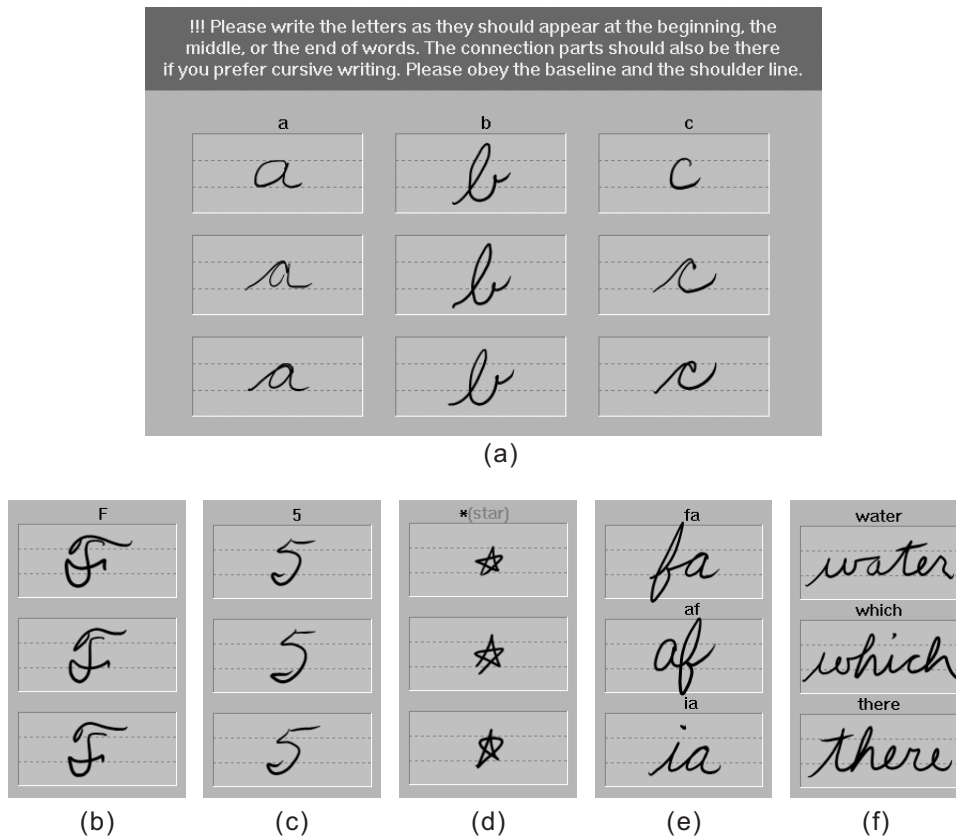 !!! Please write the letters as they should appear at the beginning, the
middle, or the end of words. The connection parts should also be there
if you prefer cursive writing. Please obey the baseline and the shoulder line.
a b c
a b c
a b c
a b c
(a)
F 5 *(star) fa water
F 5 fa water
af which
F 5 af which
ia there
F 5 ia there
(b) (c) (d) (e) (f)